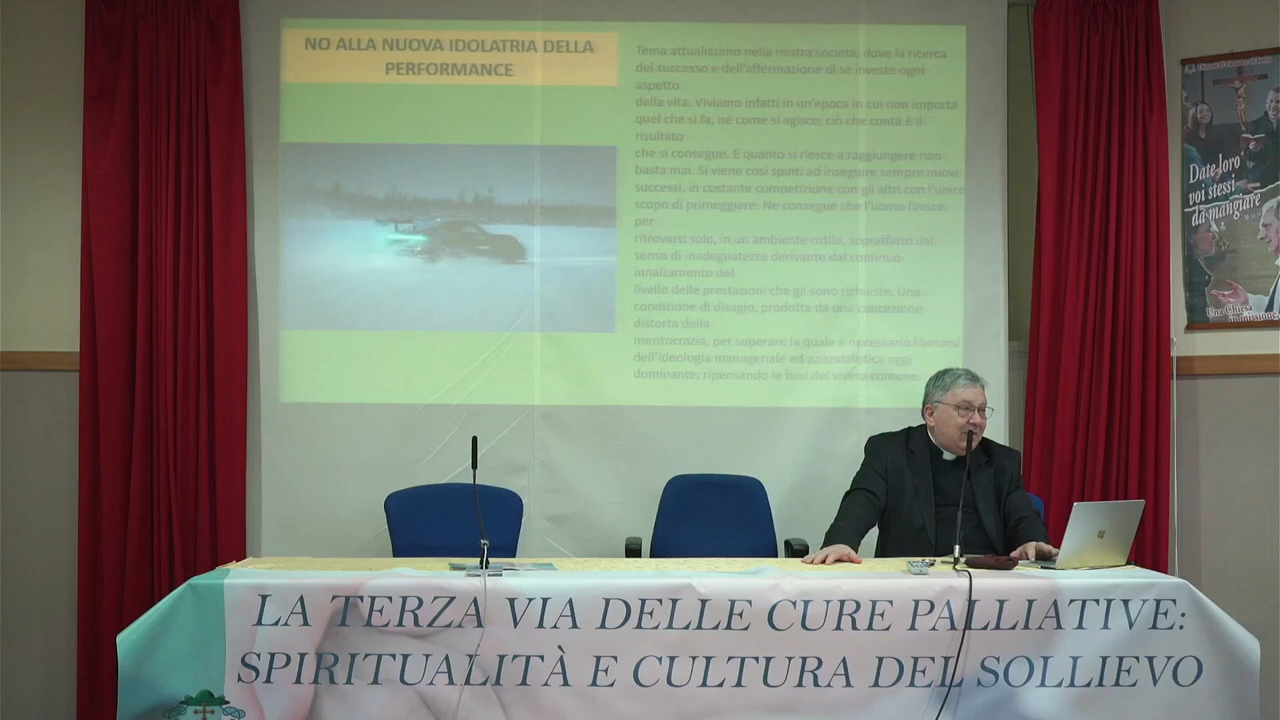 NO ALLA NUOVA IDOLATRIA DELLA
PERFORMANCE
Tema attualissimo nella nostra società, dove la ricerca
del successo e dell'affermazione di sé investe ogni
aspetto
della vita. Viviamo infatti in un'epoca in cui non importa
quel che si fa, né come si agisce; ciò che conta è il
risultato
che si consegue. E quanto si riesce a raggiungere non
basta mai. Si viene così spinti ad inseguire sempre nuovi
successi, in costante competizione con gli altri con l'unico
scopo di primeggiare. Ne consegue che l'uomo finisce
per
ritrovarsi solo, in un ambiente ostile, sopraffatto dal
senso di inadeguatezza derivante dal continuo
innalzamento del
livello delle prestazioni che gli sono richieste. Una
condizione di disagio, prodotta da una concezione
distorta della
meritocrazia, per superare la quale è necessario liberarsi
dell'ideologia manageriale ed aziendalistica oggi
dominante, ripensando le basi del vivere comune
Date loro
voi stessi
da mangiare
Una Chiesa
in missione
LA TERZA VIA DELLE CURE PALLIATIVE:
SPIRITUALITÀ E CULTURA DEL SOLLIEVO